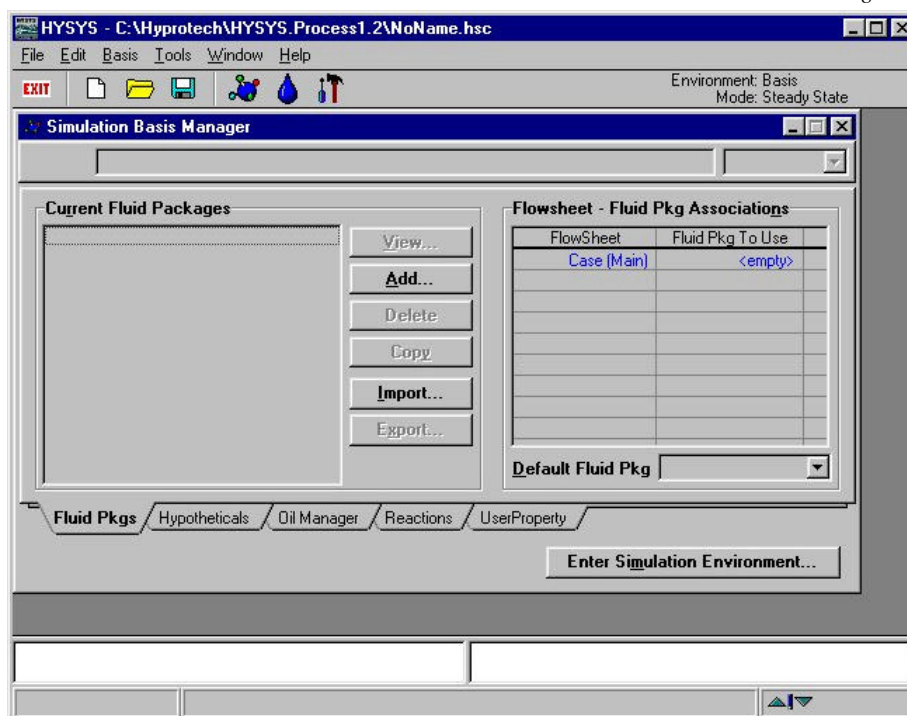 HYSYS - C:\Hyprotech\HYSYS.Process1.2\NoName.hsc
File Edit Basis Tools Window Help
EXIT
Environment: Basis
Mode: Steady State
Simulation Basis Manager
Current Fluid Packages
View...
Add...
Delete
Copy
Import...
Export...
Flowsheet - Fluid Pkg Associations
FlowSheet Fluid Pkg To Use
Case (Main) <empty>
Default Fluid Pkg
Fluid Pkgs Hypotheticals Oil Manager Reactions UserProperty
Enter Simulation Environment...